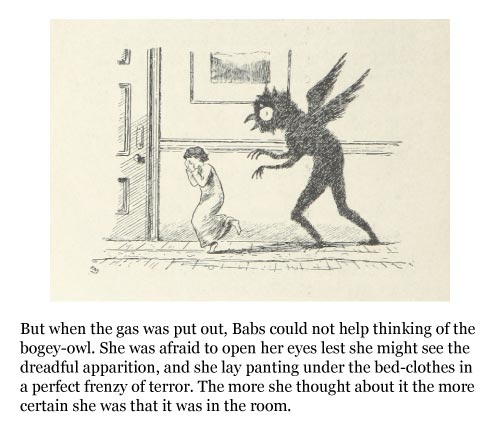 But when the gas was put out, Babs could not help thinking of the
bogey-owl. She was afraid to open her eyes lest she might see the
dreadful apparition, and she lay panting under the bed-clothes in
a perfect frenzy of terror. The more she thought about it the more
certain she was that it was in the room.